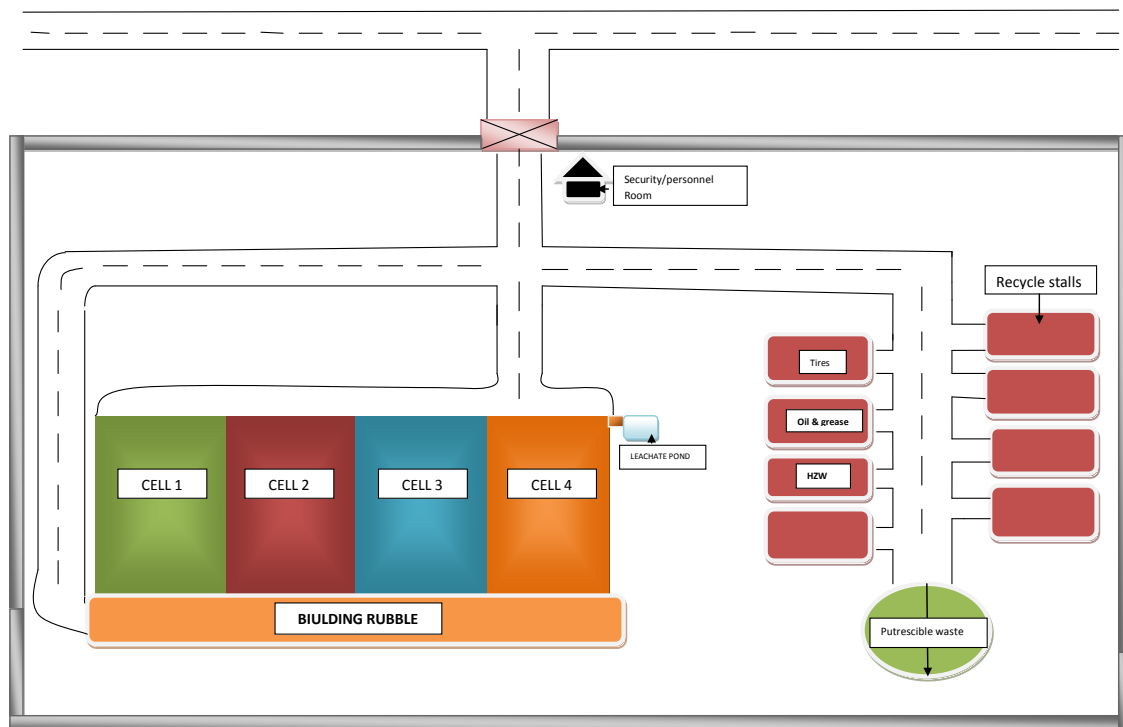 Security/personnel
Room
Recycle stalls
Tires
Oil & grease
LEACHATE POND
HZW
CELL 1
CELL 2
CELL 3
CELL 4
BIULDING RUBBLE
Putrescible waste